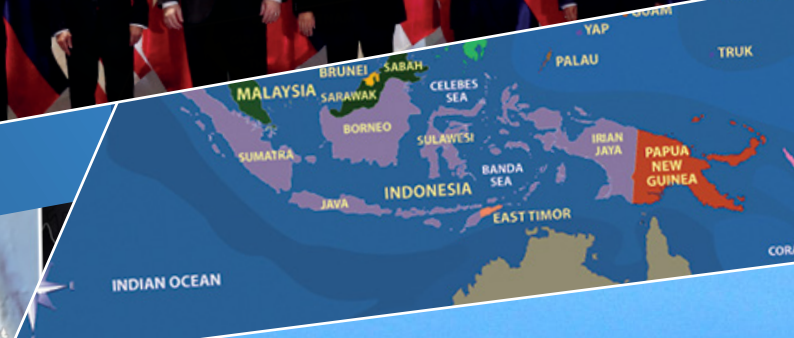 GUAM
YAP
TRUK
PALAU
BRUNEI
SABAH
MALAYSIA
SARAWAK
CELEBES
SEA
BORNEO
SULAWESI
IRIAN
JAYA
PAPUA
NEW
GUINEA
SUMATRA
BANDA
SEA
INDONESIA
JAVA
EAST TIMOR
INDIAN OCEAN
E